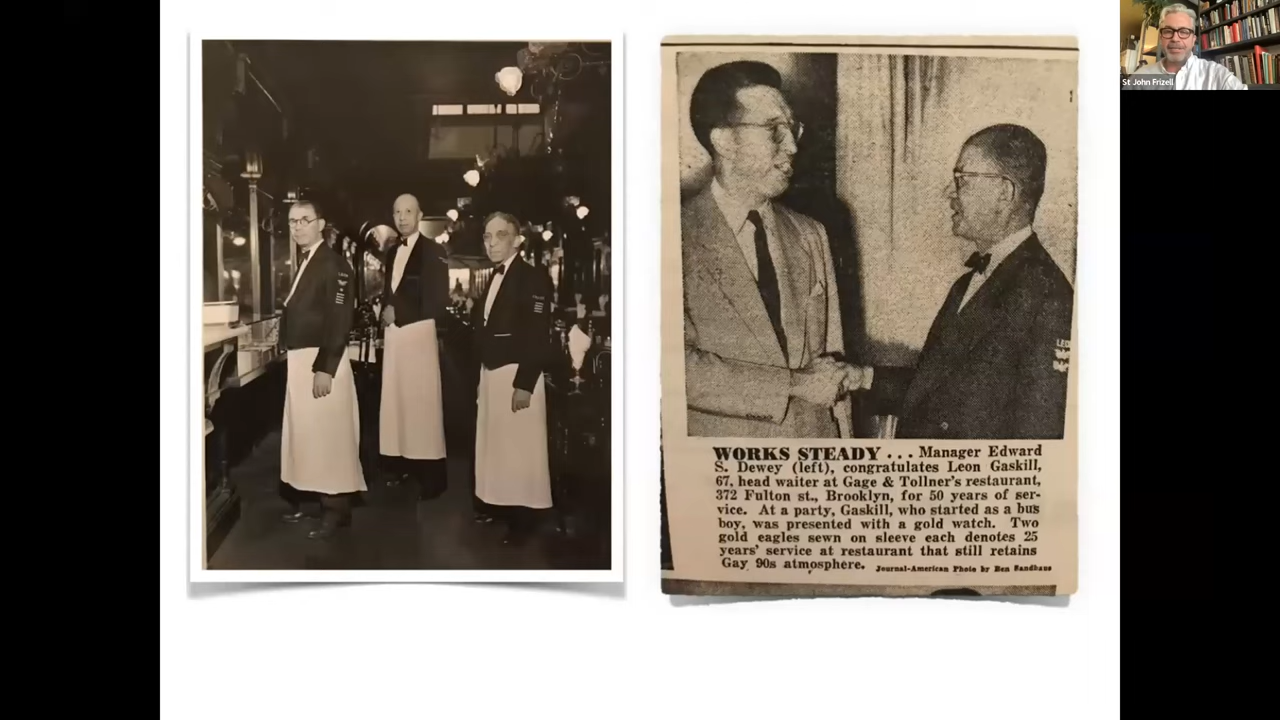 St John Frizell
LEON
LEO
WORKS STEADY . . . Manager Edward
S. Dewey (left), congratulates Leon Gaskill,
67, head waiter at Gage & Tollner's restaurant,
372 Fulton st., Brooklyn, for 50 years of ser-
vice. At a party, Gaskill, who started as a bus
boy, was presented with a gold watch. Two
gold eagles sewn on sleeve each denotes 25
years' service at restaurant that still retains
Gay 90s atmosphere. Journal-American Photo by Ben Sandhaus